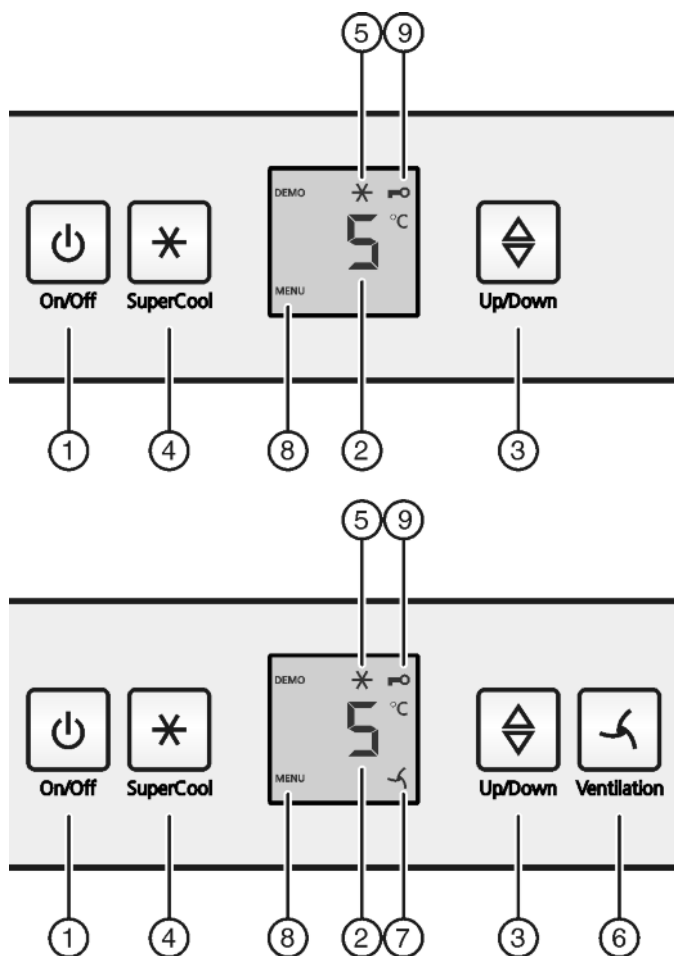 5 9
DEMO
5 °C
MENU
On/Off SuperCool Up/Down
1 4 8 2 3
5 9
DEMO
5 °C
MENU
On/Off SuperCool Up/Down Ventilation
1 4 8 2 7 3 6